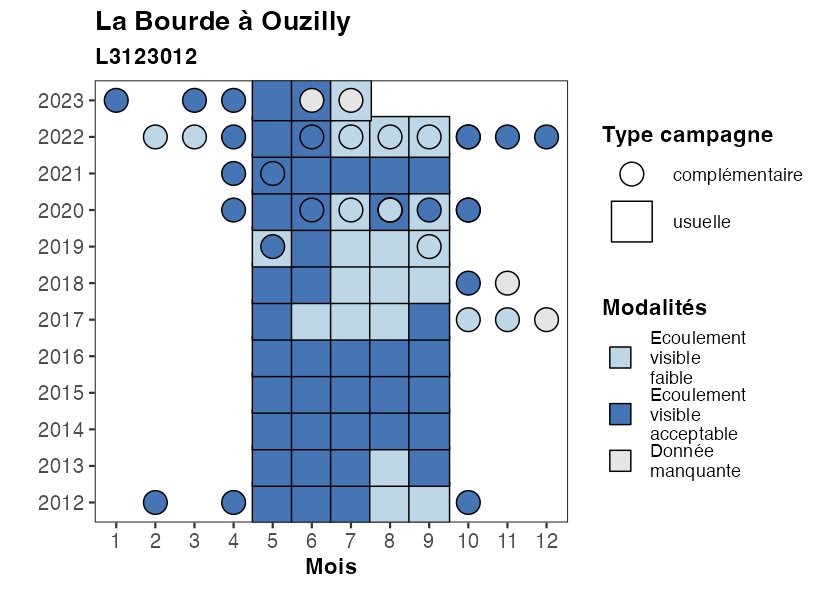 La Bourde à Ouzilly
L3123012
2023
2022
2021
2020
2019
2018
2017
2016
2015
2014
2013
2012
1 2 3 4 5 6 7 8 9 10 11 12
Mois
Type campagne
complémentaire
usuelle
Modalités
Ecoulement
visible
faible
Ecoulement
visible
acceptable
Donnée
manquante